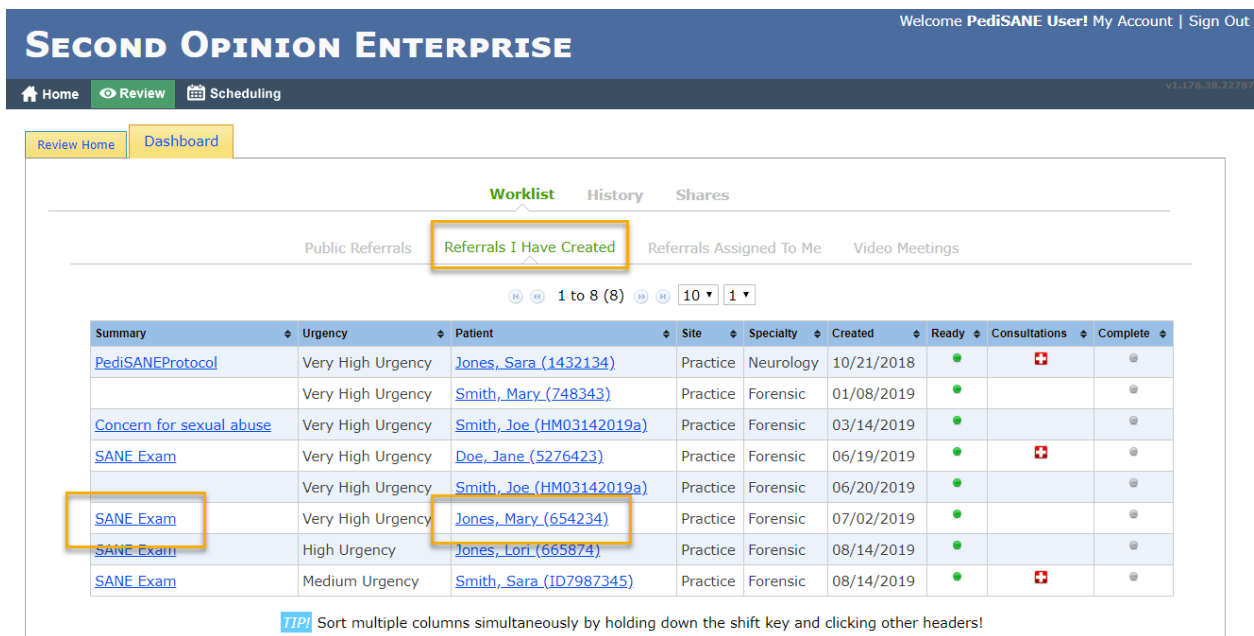 Welcome PediSANE User! My Account | Sign Out
SECOND OPINION ENTERPRISE
Home Review Scheduling
v1.176.38.22787
Review Home Dashboard
Worklist History Shares
Public Referrals Referrals I Have Created Referrals Assigned To Me Video Meetings
1 to 8 (8) 10 1
Summary Urgency Patient Site Specialty Created Ready Consultations Complete
PediSANEProtocol Very High Urgency Jones, Sara (1432134) Practice Neurology 10/21/2018
Very High Urgency Smith, Mary (748343) Practice Forensic 01/08/2019
Concern for sexual abuse Very High Urgency Smith, Joe (HM03142019a) Practice Forensic 03/14/2019
SANE Exam Very High Urgency Doe, Jane (5276423) Practice Forensic 06/19/2019
Very High Urgency Smith, Joe (HM03142019a) Practice Forensic 06/20/2019
SANE Exam Very High Urgency Jones, Mary (654234) Practice Forensic 07/02/2019
SANE Exam High Urgency Jones, Lori (665874) Practice Forensic 08/14/2019
SANE Exam Medium Urgency Smith, Sara (ID7987345) Practice Forensic 08/14/2019
TIP! Sort multiple columns simultaneously by holding down the shift key and clicking other headers!